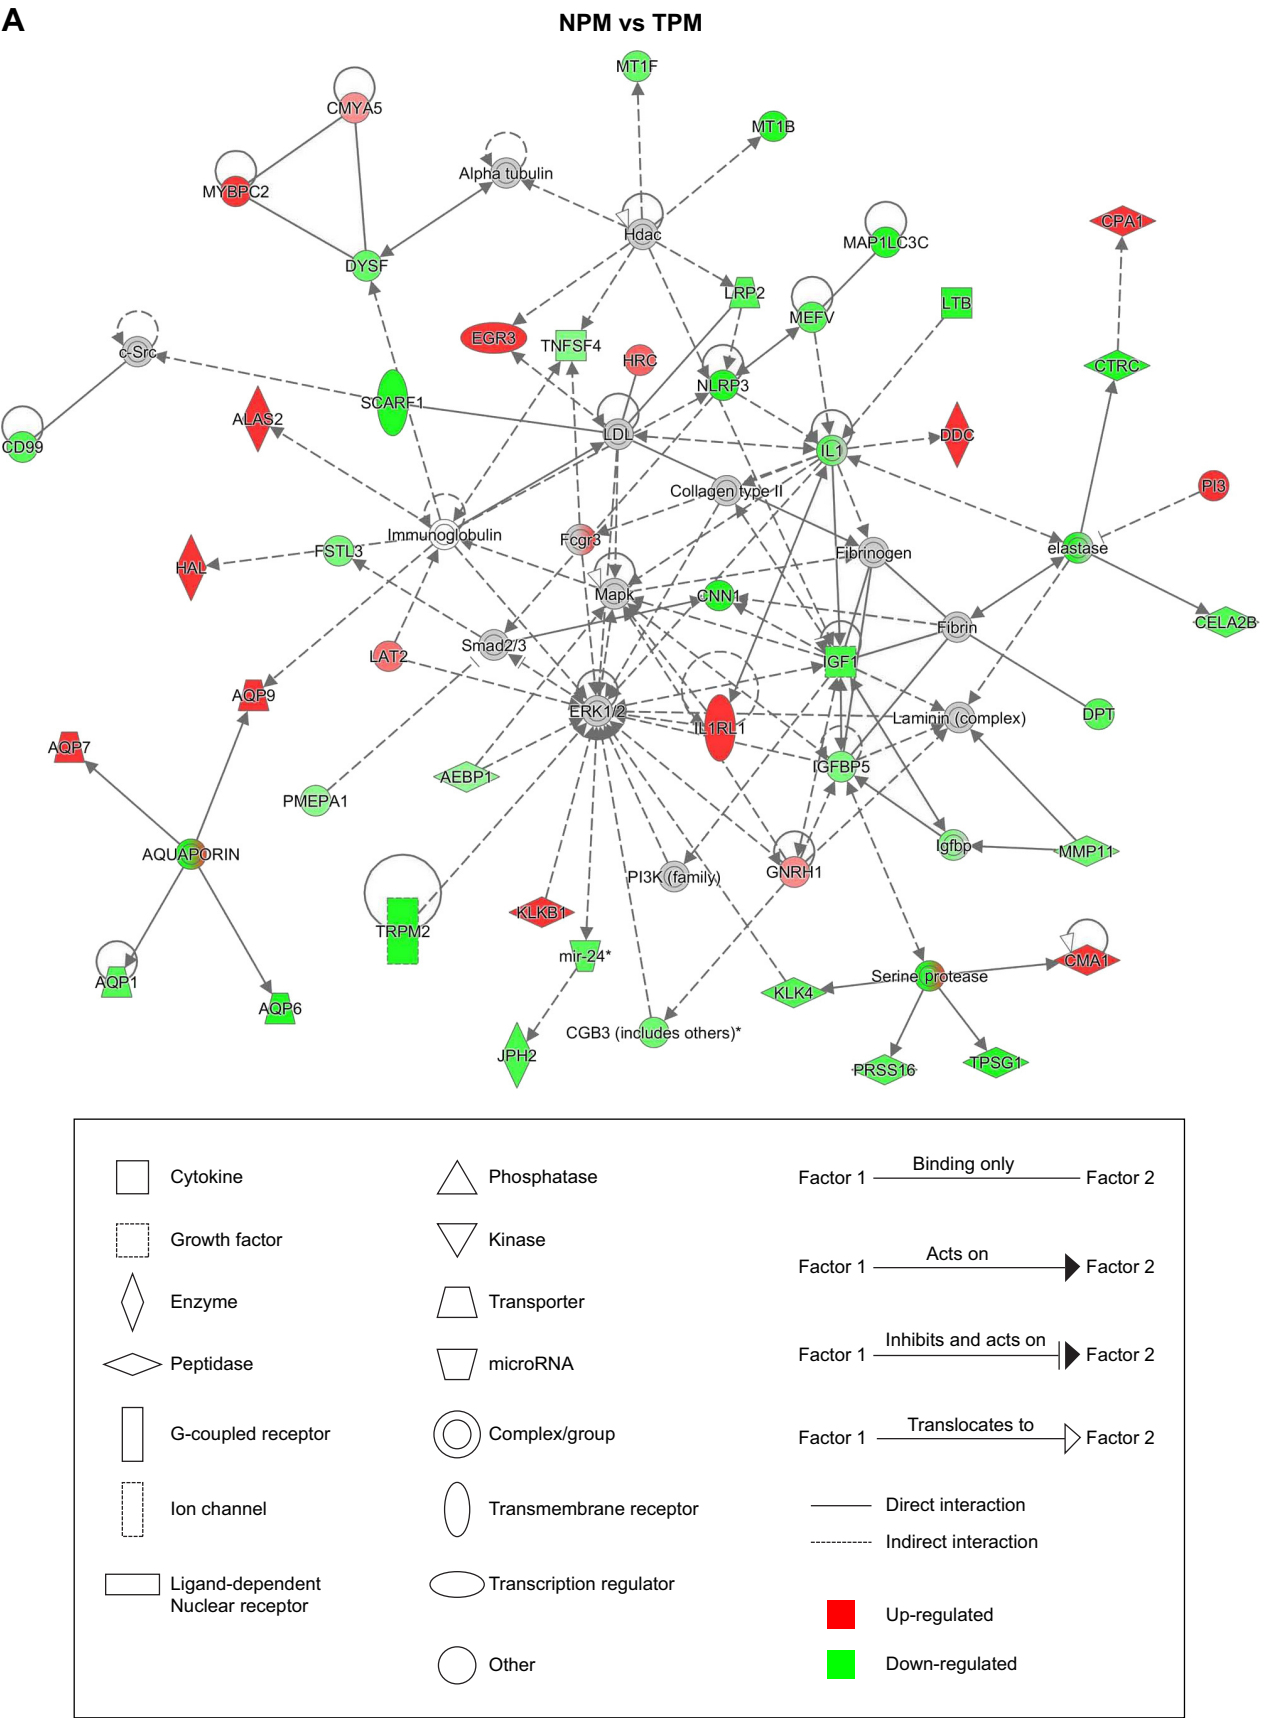 A
NPM vs TPM
MT1F
CMYA5
MT1B
Alpha tubulin
MYBPC2
CPA1
Hdac
MAP1LC3C
DYSF
LRP2
LTB
MEFV
EGR3
TNFSF4
c-Src
HRC
CTRC
NLRP3
SCARF1
ALAS2
LDL
DDC
CD99
IL1
PI3
Collagen type II
Immunoglobulin
Fcgr3
elastase
FSTL3
Fibrinogen
HAL
Mapk
CNN1
CELA2B
Fibrin
Smad2/3
LAT2
IGF1
AQP9
ERK1/2
DPT
Laminin (complex)
IL1RL1
AQP7
IGFBP5
AEBP1
PMEPA1
Igfbp
MMP11
AQUAPORIN
GNRH1
PI3K (family)
KLKB1
TRPM2
mir-24*
CMA1
Serine protease
AQP1
KLK4
AQP6
CGB3 (includes others)*
JPH2
TPSG1
PRSS16
Cytokine
Growth factor
Enzyme
Peptidase
G-coupled receptor
Ion channel
Ligand-dependent
Nuclear receptor
Phosphatase
Kinase
Transporter
microRNA
Complex/group
Transmembrane receptor
Transcription regulator
Other
Factor 1 Binding only Factor 2
Factor 1 Acts on Factor 2
Factor 1 Inhibits and acts on Factor 2
Factor 1 Translocates to Factor 2
Direct interaction
Indirect interaction
Up-regulated
Down-regulated